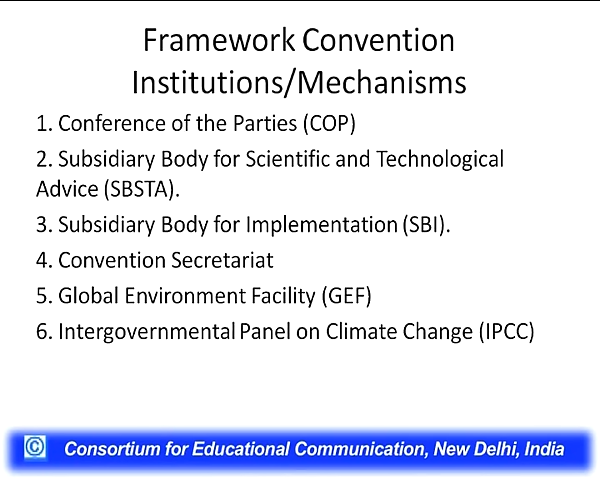 Framework Convention
Institutions/Mechanisms
1. Conference of the Parties (COP)
2. Subsidiary Body for Scientific and Technological
Advice (SBSTA).
3. Subsidiary Body for Implementation (SBI).
4. Convention Secretariat
5. Global Environment Facility (GEF)
6. Intergovernmental Panel on Climate Change (IPCC)
© Consortium for Educational Communication, New Delhi, India